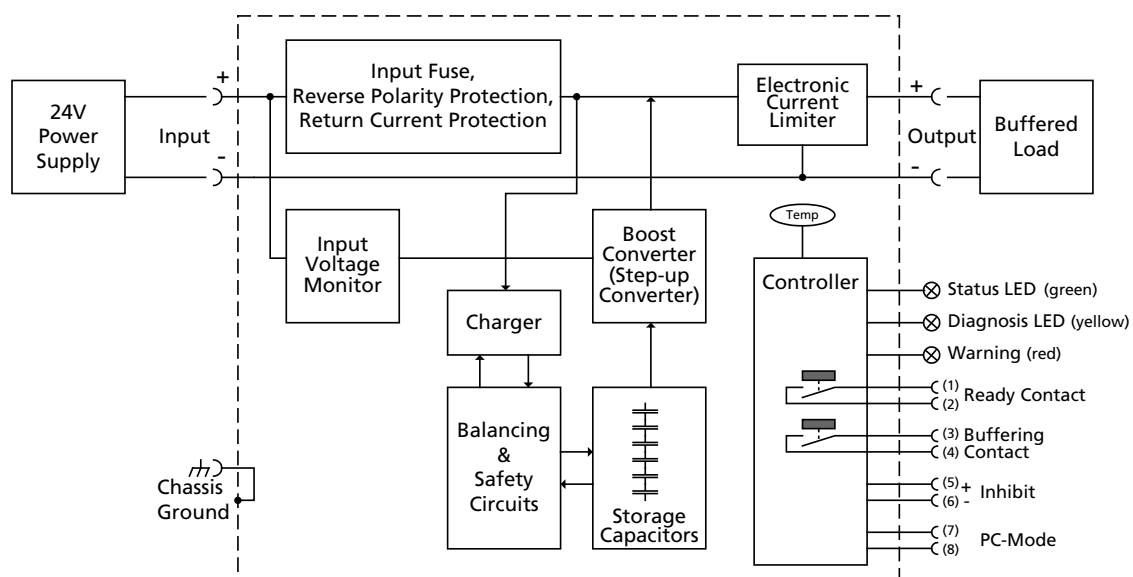 24V
Power
Supply
+
Input
-
Input Fuse,
Reverse Polarity Protection,
Return Current Protection
Electronic
Current
Limiter
+
Output
-
Buffered
Load
Input
Voltage
Monitor
Boost
Converter
(Step-up
Converter)
Charger
Balancing
&
Safety
Circuits
Storage
Capacitors
Chassis
Ground
Temp
Controller
Status LED (green)
Diagnosis LED (yellow)
Warning (red)
(1)
Ready Contact
(2)
(3) Buffering
(4) Contact
(5) +
Inhibit
(6) -
(7)
PC-Mode
(8)